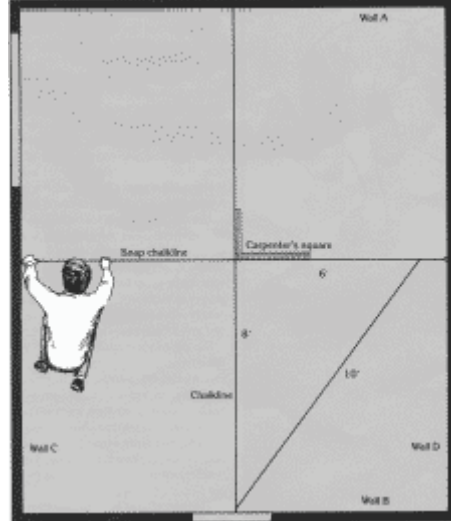 Wall A
Snap chalkline
Carpenter's square
6'
8'
10'
Chalkline
Wall C
Wall D
Wall B